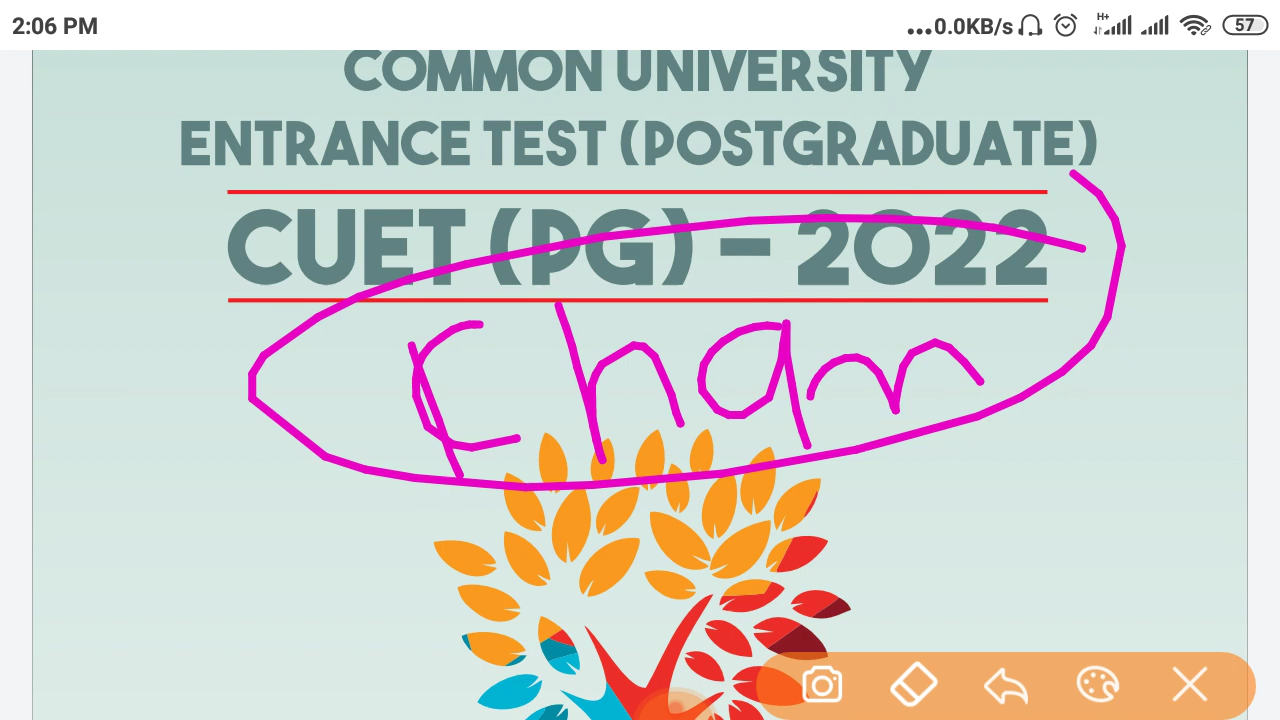 2:06 PM ...0.0KB/s H+ 57
COMMON UNIVERSITY
ENTRANCE TEST (POSTGRADUATE)
CUET (PG) – 2022
Cham